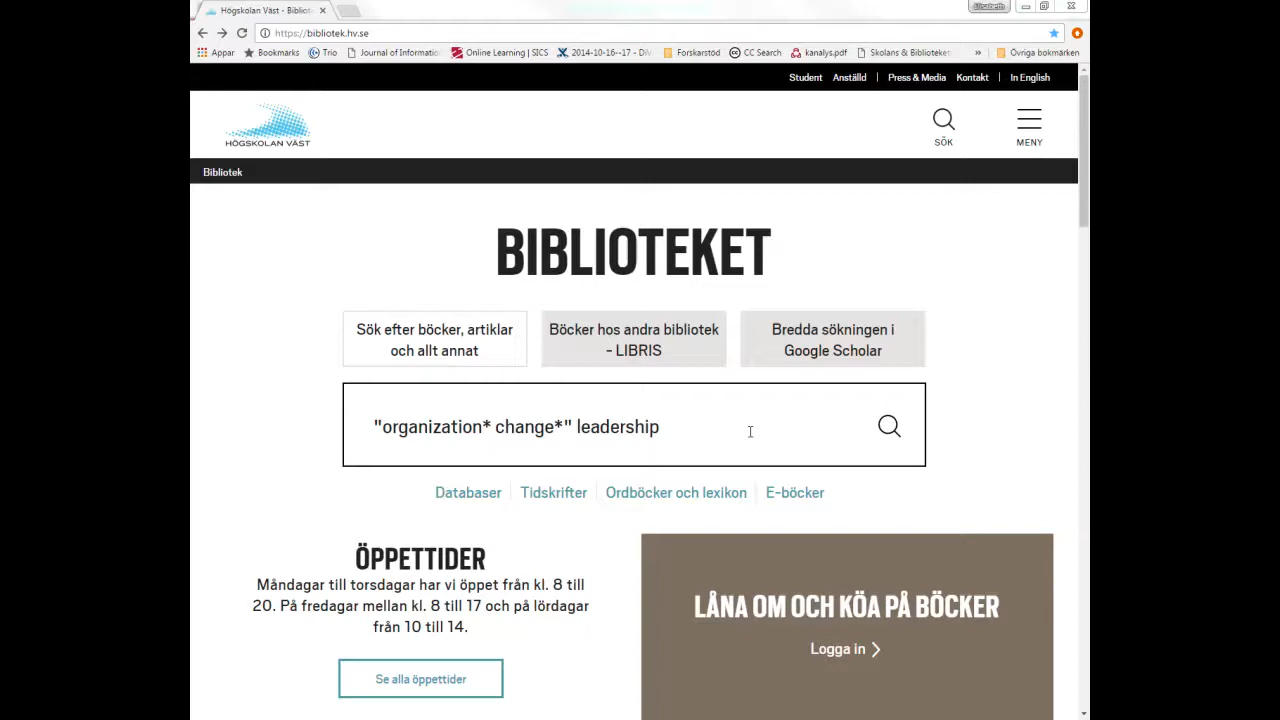 Högskolan Väst - Bibliot
Elisabeth
https://bibliotek.hv.se
Appar
Bookmarks
Trio
Journal of Informatio
Online Learning | SICS
2014-10-16--17 - DiV
Forskarstöd
CC Search
kanalys.pdf
Skolans & Biblioteke
»
Övriga bokmärken
Student Anställd | Press & Media Kontakt | In English
HÖGSKOLAN VÄST
SÖK
MENY
Bibliotek
BIBLIOTEKET
Sök efter böcker, artiklar
och allt annat
Böcker hos andra bibliotek
- LIBRIS
Bredda sökningen i
Google Scholar
"organization* change*" leadership
Databaser
Tidskrifter
Ordböcker och lexikon
E-böcker
ÖPPETTIDER
Måndagar till torsdagar har vi öppet från kl. 8 till
20. På fredagar mellan kl. 8 till 17 och på lördagar
från 10 till 14.
Se alla öppettider
LÅNA OM OCH KÖA PÅ BÖCKER
Logga in